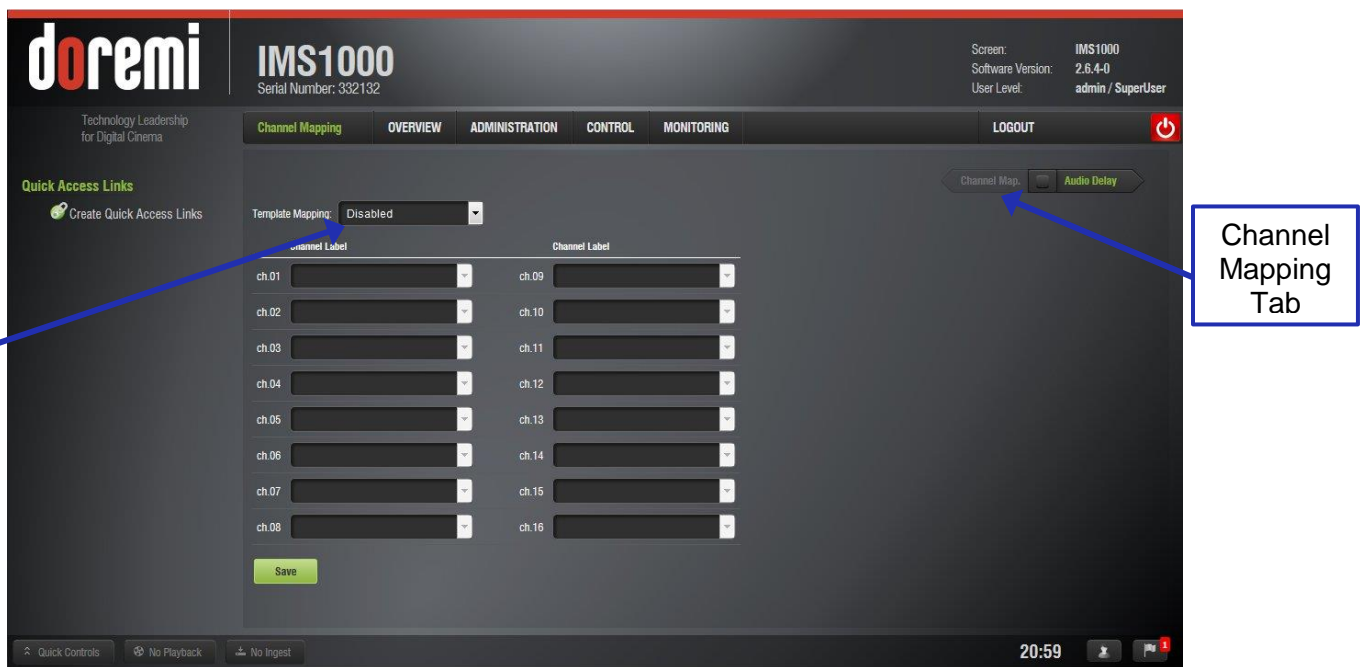 doremi
IMS1000
Serial Number: 332132
Screen: IMS1000
Software Version: 2.6.4-0
User Level: admin / SuperUser
Technology Leadership
for Digital Cinema
Channel Mapping OVERVIEW ADMINISTRATION CONTROL MONITORING LOGOUT
Quick Access Links
Create Quick Access Links
Channel Map. Audio Delay
Template Mapping: Disabled
Channel Label Channel Label
ch.01 ch.09
ch.02 ch.10
ch.03 ch.11
ch.04 ch.12
ch.05 ch.13
ch.06 ch.14
ch.07 ch.15
ch.08 ch.16
Save
Quick Controls No Playback No Ingest 20:59 1
Channel
Mapping
Tab